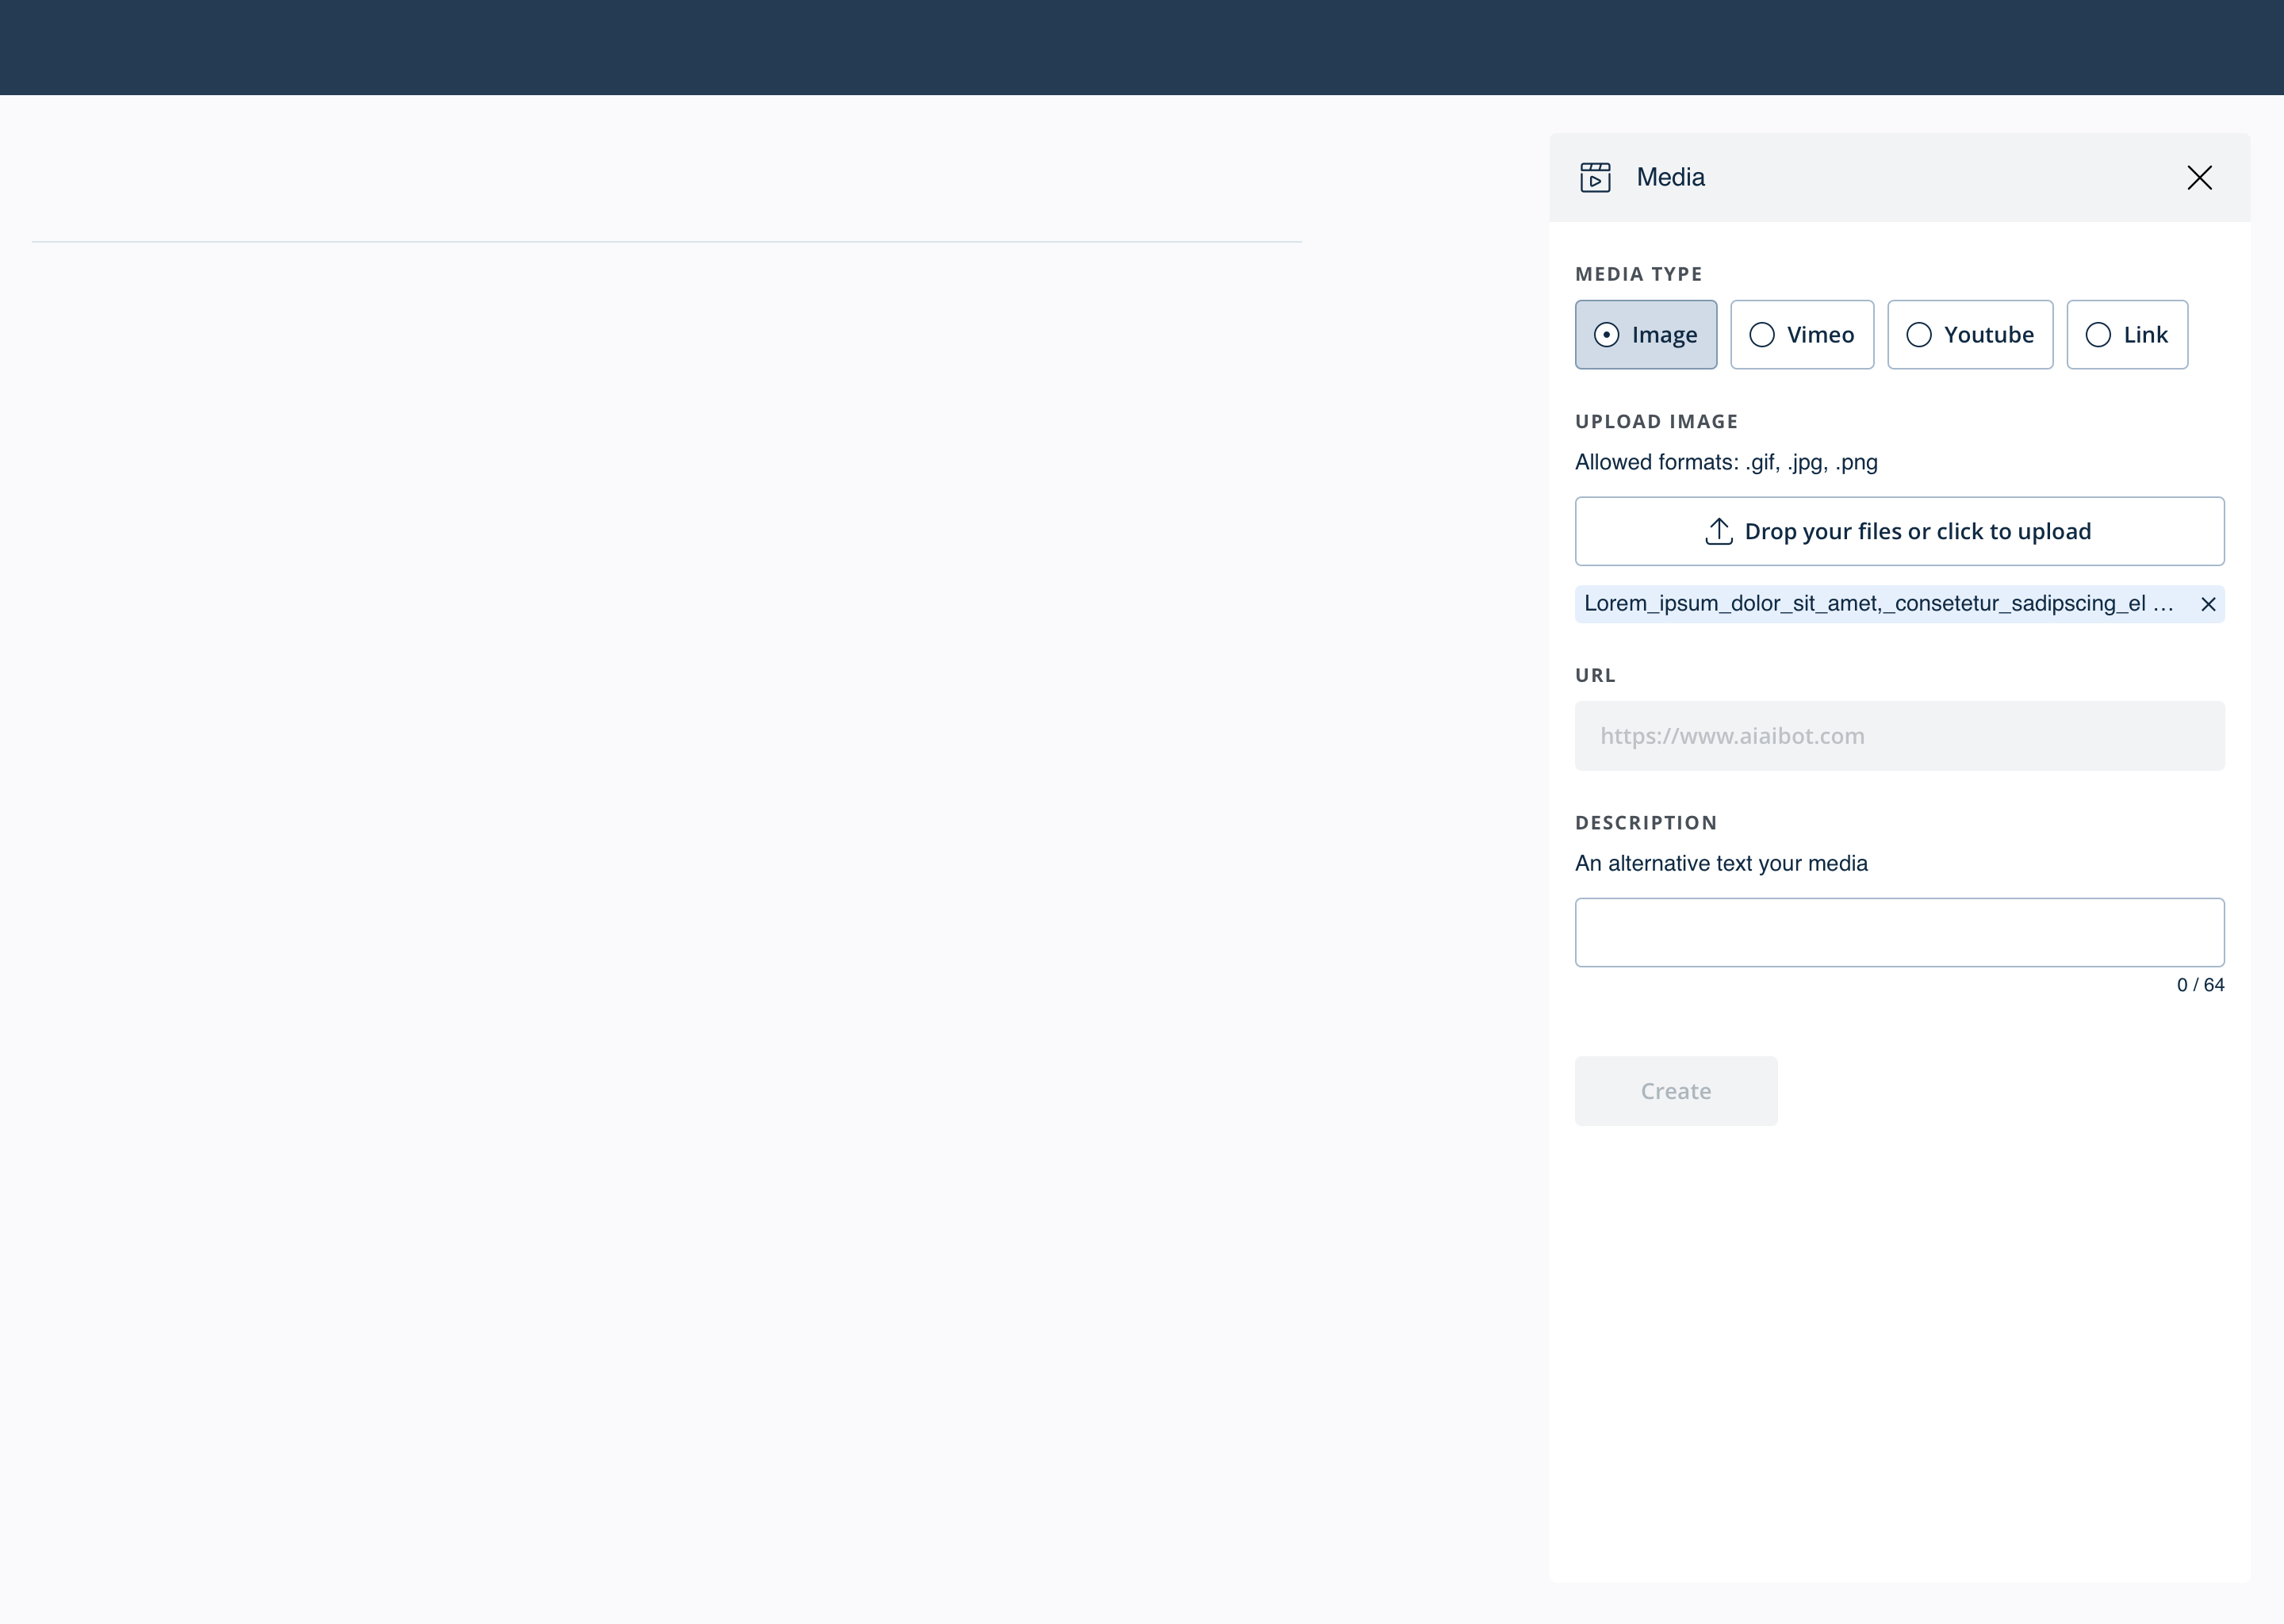 Media
MEDIA TYPE
Image
Vimeo
Youtube
Link
UPLOAD IMAGE
Allowed formats: .gif, .jpg, .png
Drop your files or click to upload
Lorem_ipsum_dolor_sit_amet,_consetetur_sadipscing_el ...
URL
https://www.aiaibot.com
DESCRIPTION
An alternative text your media
0 / 64
Create